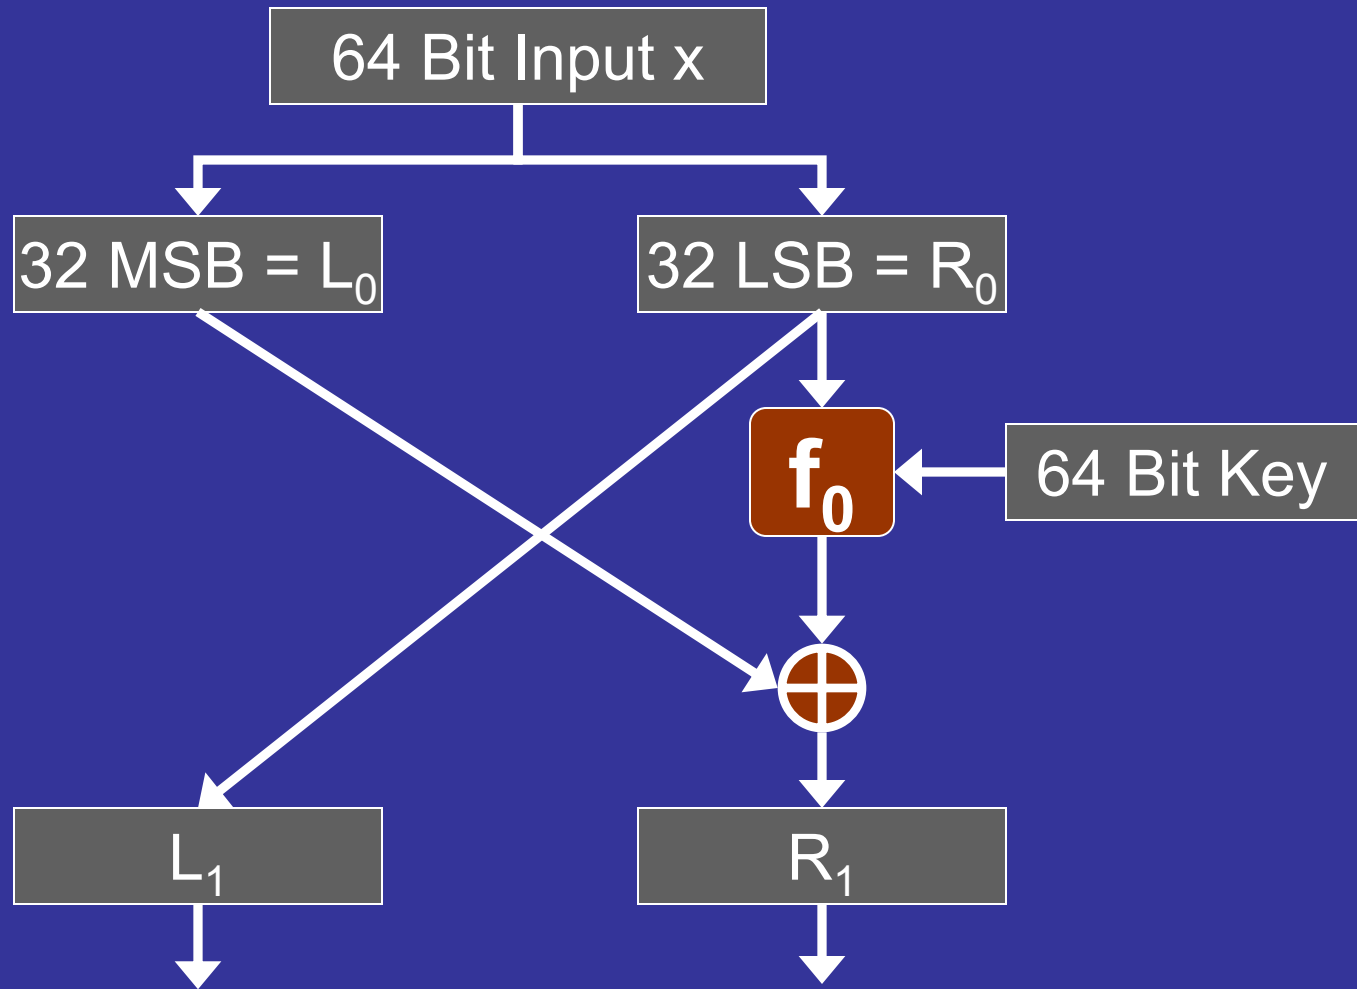 64 Bit Input x
32 MSB = L₀
32 LSB = R₀
f₀
64 Bit Key
L₁
R₁